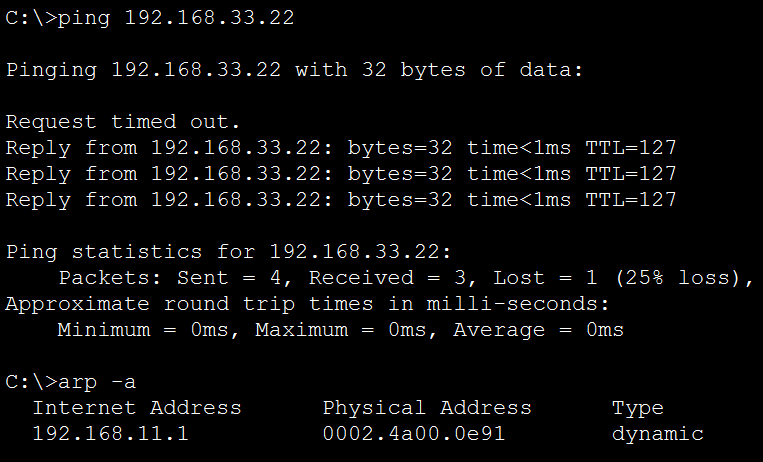 C:\>ping 192.168.33.22
Pinging 192.168.33.22 with 32 bytes of data:
Request timed out.
Reply from 192.168.33.22: bytes=32 time<1ms TTL=127
Reply from 192.168.33.22: bytes=32 time<1ms TTL=127
Reply from 192.168.33.22: bytes=32 time<1ms TTL=127
Ping statistics for 192.168.33.22:
Packets: Sent = 4, Received = 3, Lost = 1 (25% loss),
Approximate round trip times in milli-seconds:
Minimum = 0ms, Maximum = 0ms, Average = 0ms
C:\>arp -a
Internet Address Physical Address Type
192.168.11.1 0002.4a00.0e91 dynamic